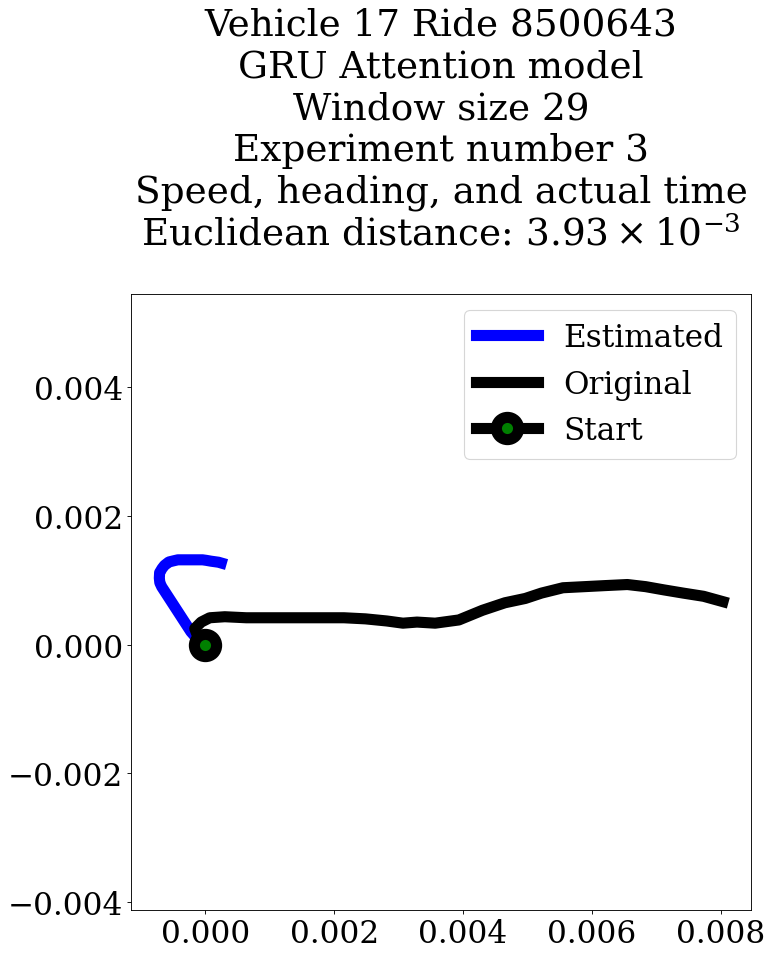 Vehicle 17 Ride 8500643
GRU Attention model
Window size 29
Experiment number 3
Speed, heading, and actual time
Euclidean distance: 3.93 × 10⁻³
Estimated
Original
Start
0.004
0.002
0.000
−0.002
−0.004
0.000 0.002 0.004 0.006 0.008